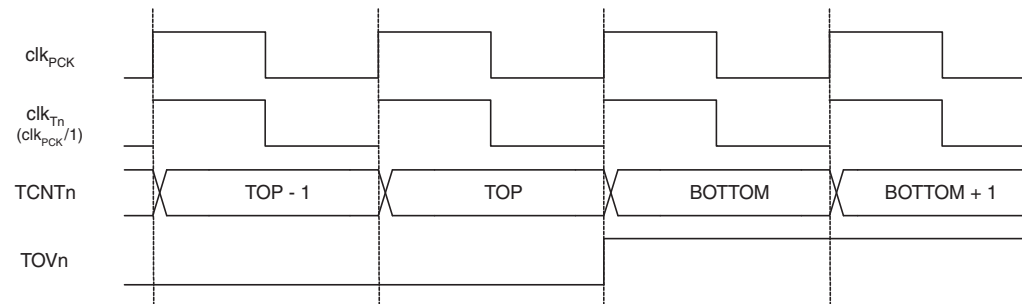 clkPCK
clkTn
(clkPCK/1)
TCNTn TOP - 1 TOP BOTTOM BOTTOM + 1
TOVn